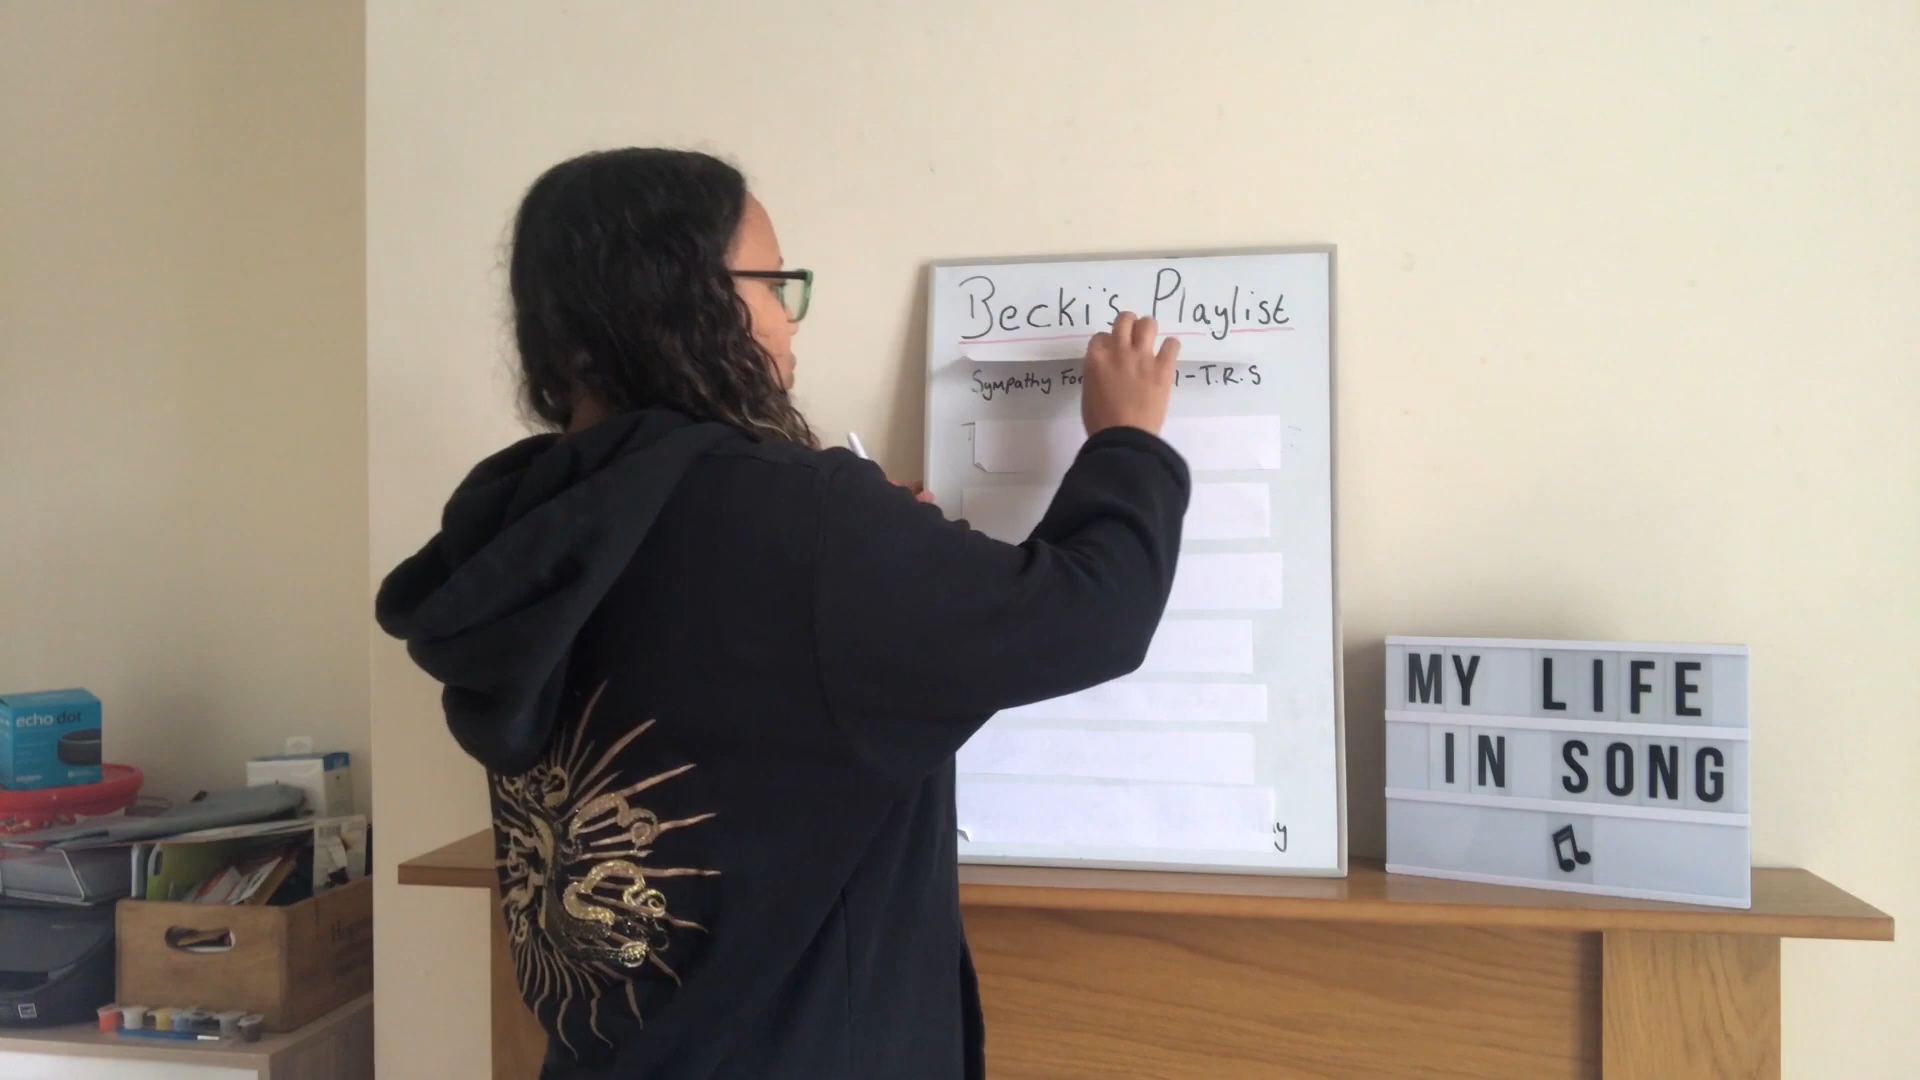 Becki's Playlist
Sympathy For l-T.R.S
y
MY LIFE
IN SONG
echo dot